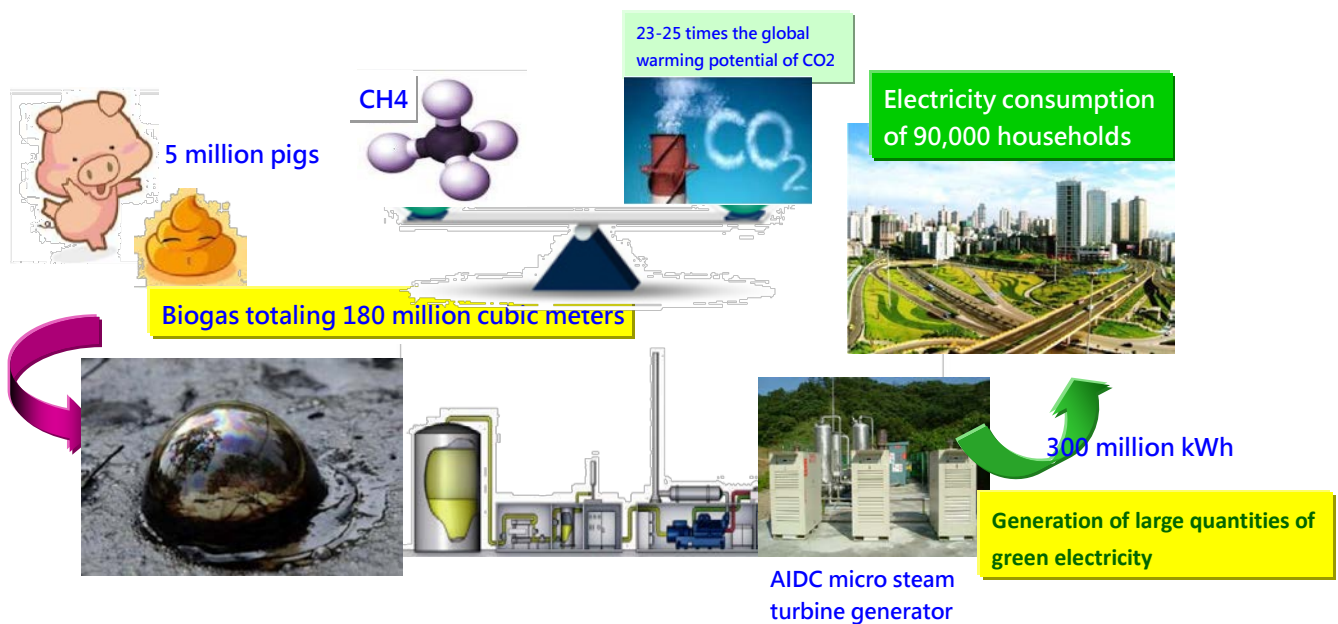 23-25 times the global
warming potential of CO2
CH4
CO2
Electricity consumption
of 90,000 households
5 million pigs
Biogas totaling 180 million cubic meters
300 million kWh
Generation of large quantities of
green electricity
AIDC micro steam
turbine generator